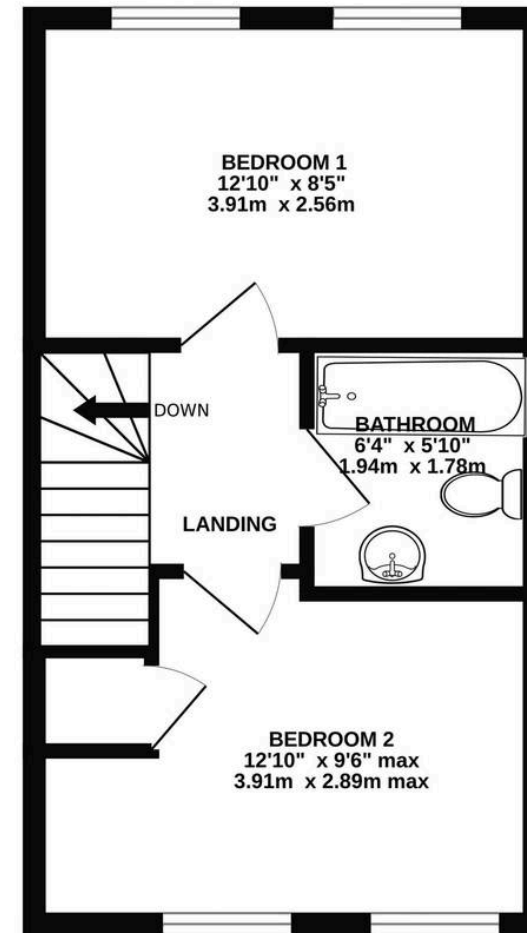 BEDROOM 1
12'10" x 8'5"
3.91m x 2.56m
DOWN
BATHROOM
6'4" x 5'10"
1.94m x 1.78m
LANDING
BEDROOM 2
12'10" x 9'6" max
3.91m x 2.89m max